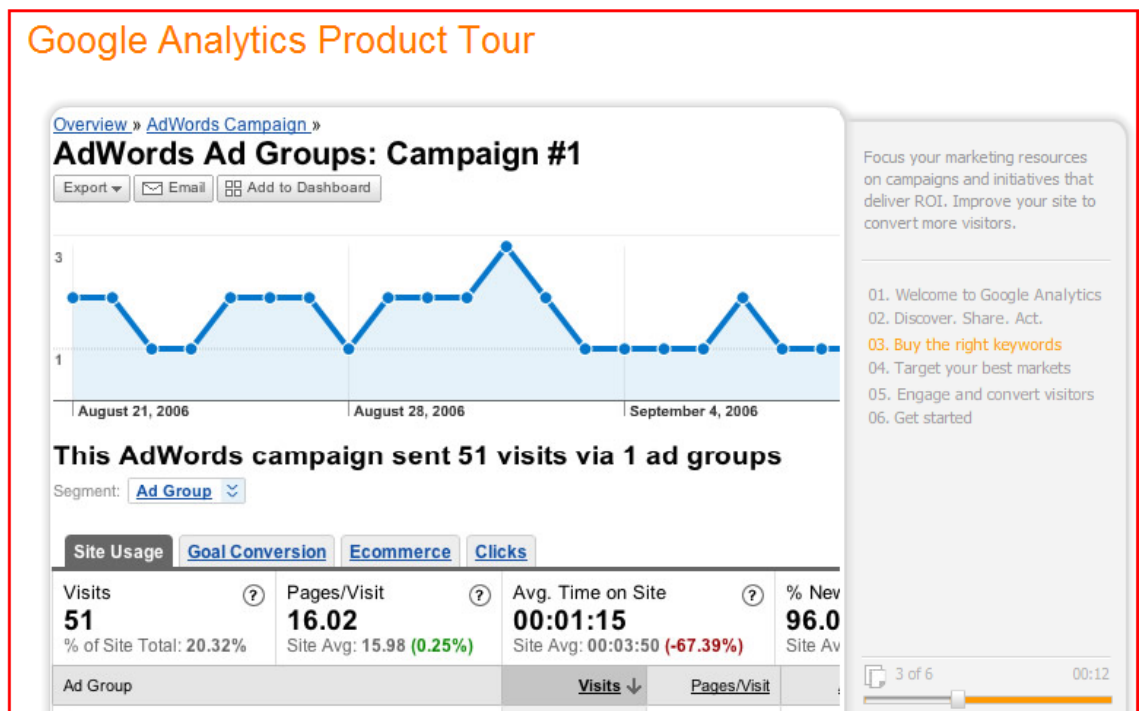 Google Analytics Product Tour
Overview » AdWords Campaign »
AdWords Ad Groups: Campaign #1
Export Email Add to Dashboard
3
1
August 21, 2006 August 28, 2006 September 4, 2006
This AdWords campaign sent 51 visits via 1 ad groups
Segment: Ad Group
Site Usage Goal Conversion Ecommerce Clicks
Visits ? Pages/Visit ? Avg. Time on Site ? % New
51 16.02 00:01:15 96.0
% of Site Total: 20.32% Site Avg: 15.98 (0.25%) Site Avg: 00:03:50 (-67.39%) Site Av
Ad Group Visits Pages/Visit
Focus your marketing resources
on campaigns and initiatives that
deliver ROI. Improve your site to
convert more visitors.
01. Welcome to Google Analytics
02. Discover. Share. Act.
03. Buy the right keywords
04. Target your best markets
05. Engage and convert visitors
06. Get started
3 of 6 00:12